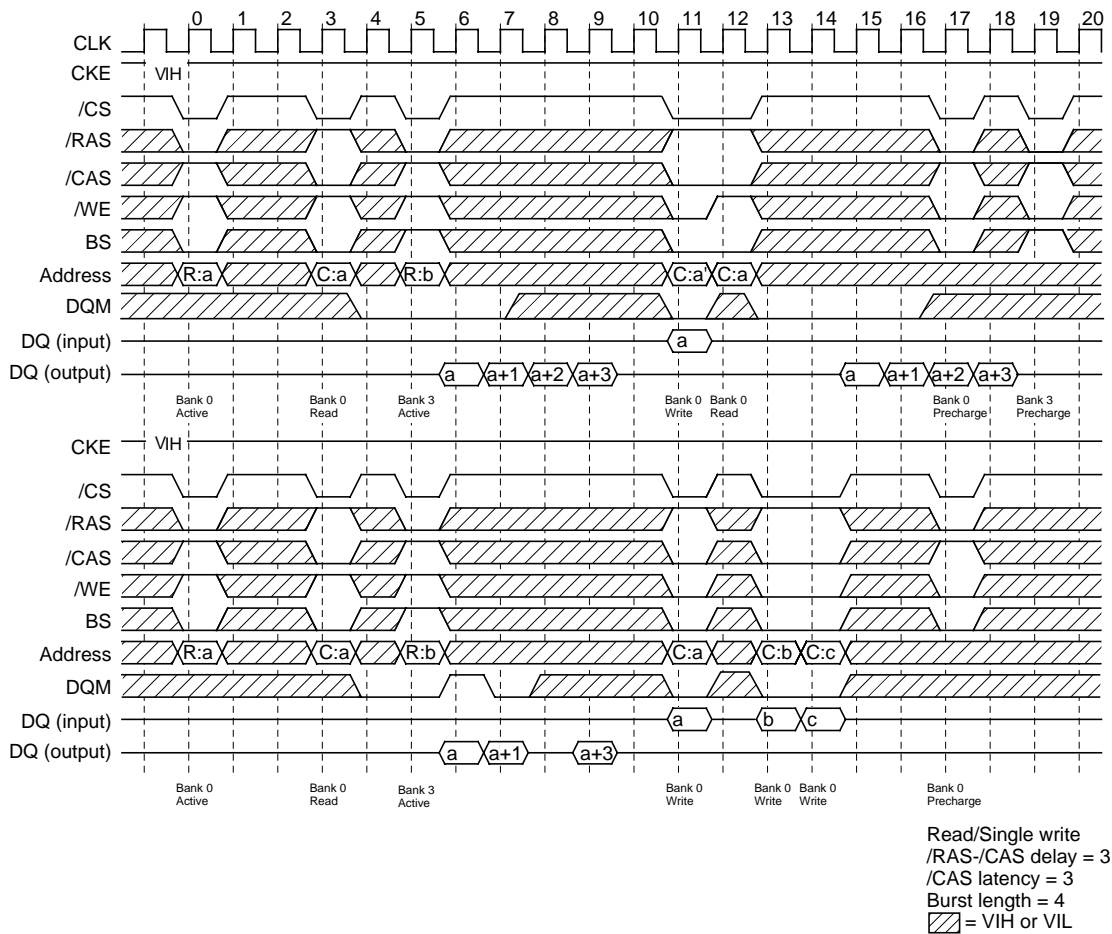 0 1 2 3 4 5 6 7 8 9 10 11 12 13 14 15 16 17 18 19 20
CLK
CKE VIH
/CS
/RAS
/CAS
/WE
BS
Address R:a C:a R:b C:a' C:a
DQM
DQ (input) a
DQ (output) a a+1 a+2 a+3 a a+1 a+2 a+3
Bank 0 Bank 0 Bank 3 Bank 0 Bank 0 Bank 0 Bank 3
Active Read Active Write Read Precharge Precharge
CKE VIH
/CS
/RAS
/CAS
/WE
BS
Address R:a C:a R:b C:a C:b C:c
DQM
DQ (input) a b c
DQ (output) a a+1 a+3
Bank 0 Bank 0 Bank 3 Bank 0 Bank 0 Bank 0 Bank 0
Active Read Active Write Write Write Precharge
Read/Single write
/RAS-/CAS delay = 3
/CAS latency = 3
Burst length = 4
= VIH or VIL